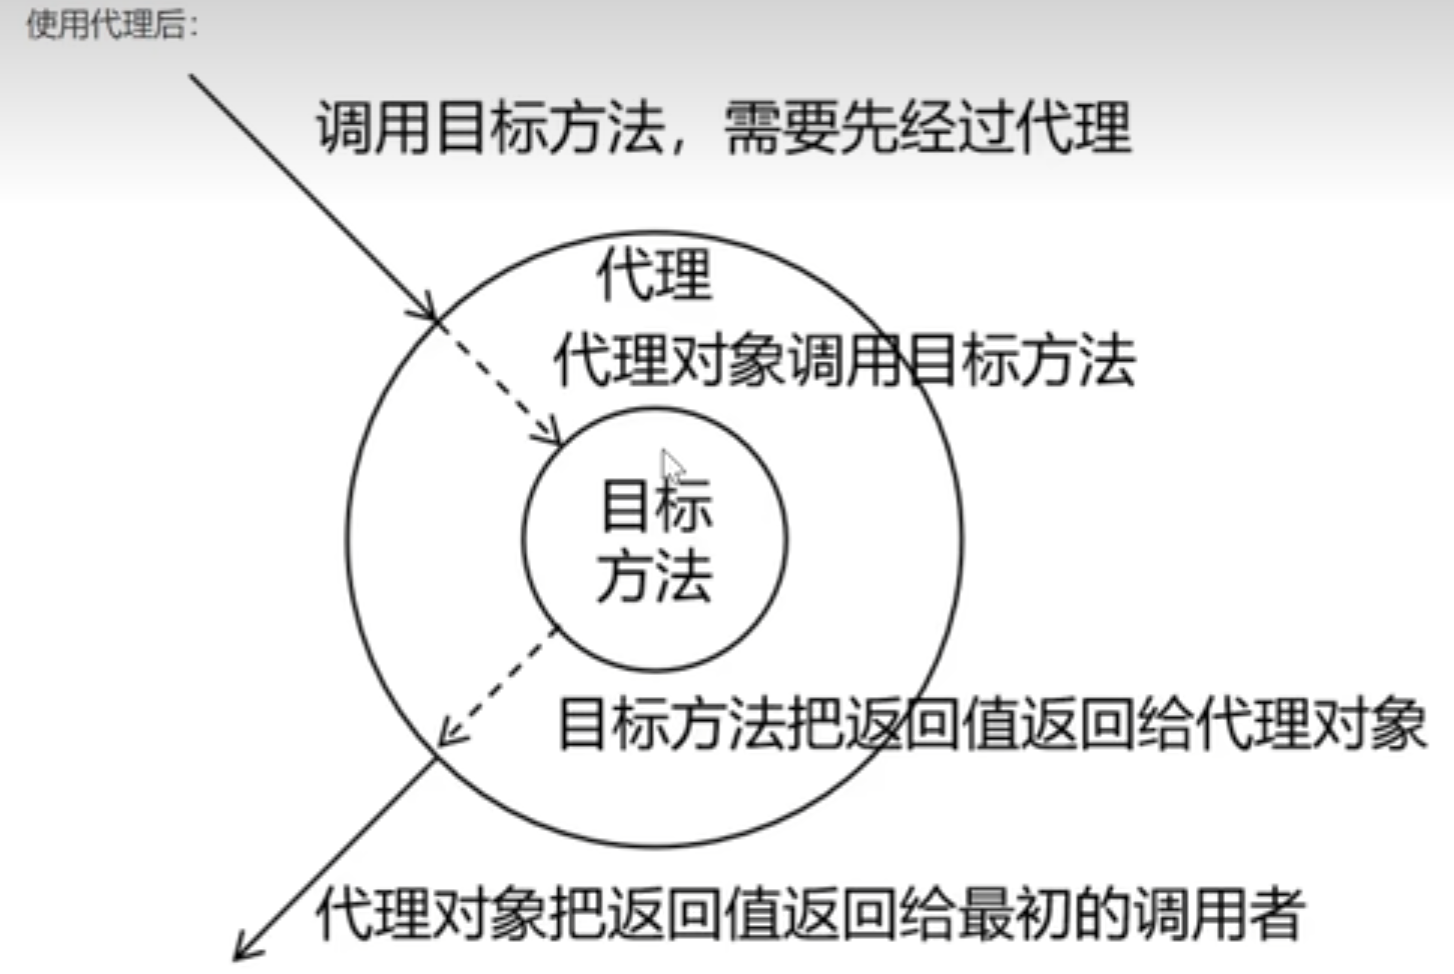 使用代理后：
调用目标方法，需要先经过代理
代理
代理对象调用目标方法
目标
方法
目标方法把返回值返回给代理对象
代理对象把返回值返回给最初的调用者